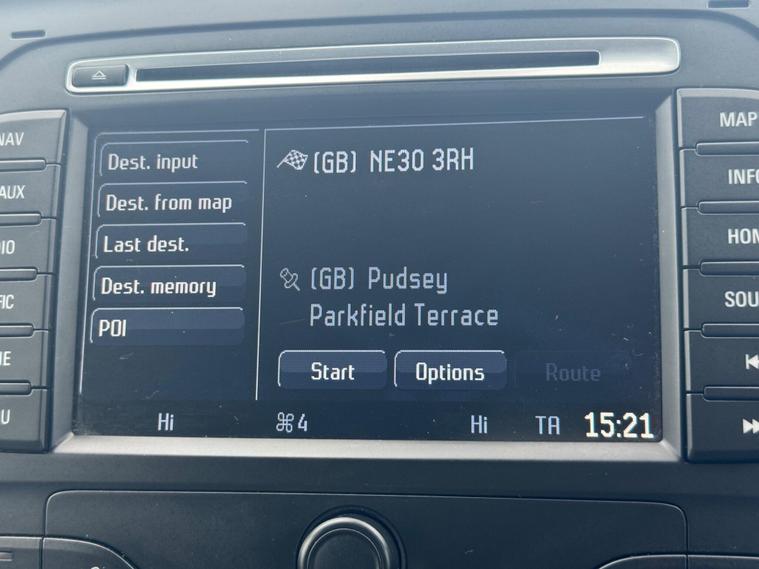 NAV
AUX
MAP
INFO
Dest. input
Dest. from map
Last dest.
Dest. memory
POI
(GB) NE30 3RH
(GB) Pudsey
Parkfield Terrace
Start
Options
Route
Hi
4
Hi
TA
15:21